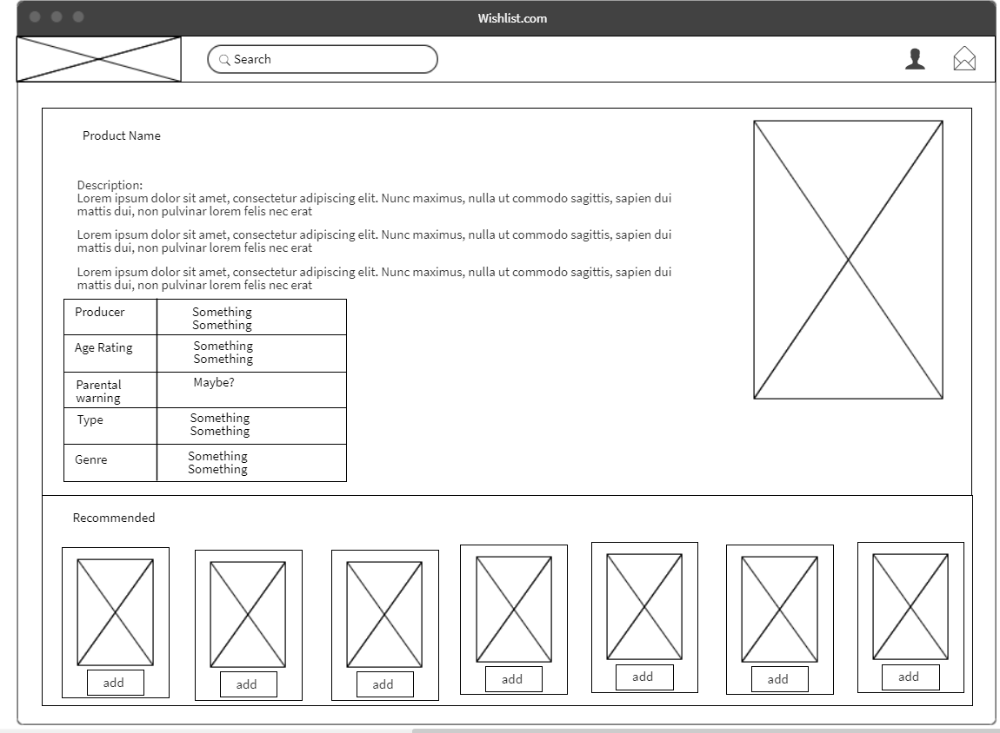 Wishlist.com
Search
Product Name
Description:
Lorem ipsum dolor sit amet, consectetur adipiscing elit. Nunc maximus, nulla ut commodo sagittis, sapien dui
mattis dui, non pulvinar lorem felis nec erat
Lorem ipsum dolor sit amet, consectetur adipiscing elit. Nunc maximus, nulla ut commodo sagittis, sapien dui
mattis dui, non pulvinar lorem felis nec erat
Lorem ipsum dolor sit amet, consectetur adipiscing elit. Nunc maximus, nulla ut commodo sagittis, sapien dui
mattis dui, non pulvinar lorem felis nec erat
Producer
Something
Something
Age Rating
Something
Something
Parental
warning
Maybe?
Type
Something
Something
Genre
Something
Something
Recommended
add
add
add
add
add
add
add